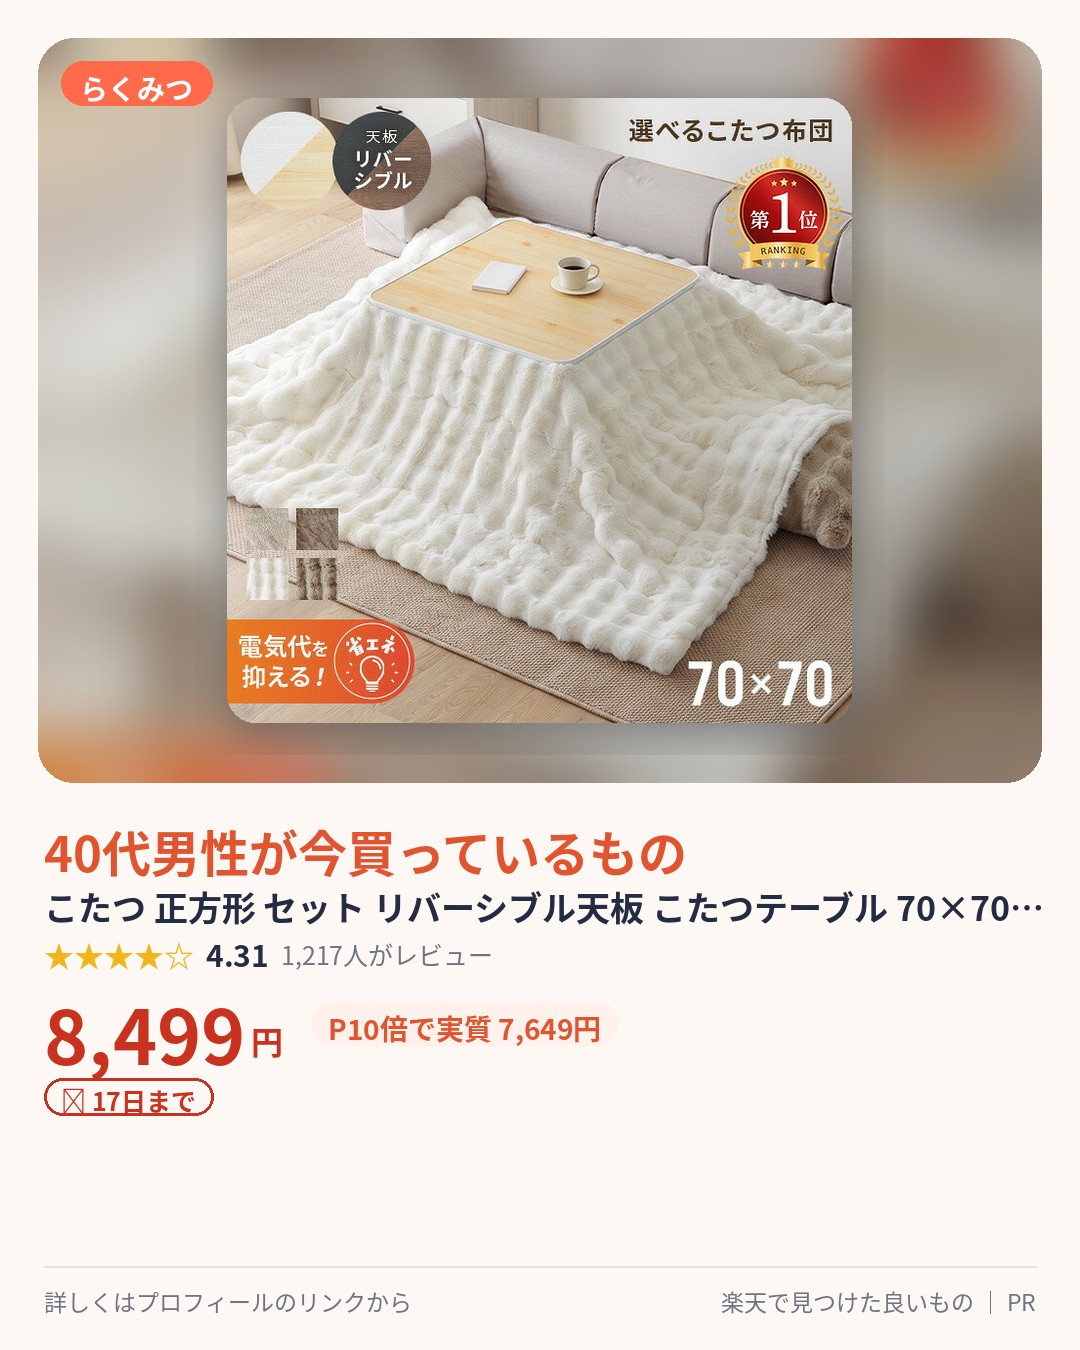 らくみつ
天板
リバー
シブル
選べるこたつ布団
第1位
RANKING
電気代を
抑える!
省エネ
70×70
40代男性が今買っているもの
こたつ 正方形 セット リバーシブル天板 こたつテーブル 70×70…
★★★★☆ 4.31 1,217人がレビュー
8,499円 P10倍で実質 7,649円
17日まで
詳しくはプロフィールのリンクから
楽天で見つけた良いもの | PR